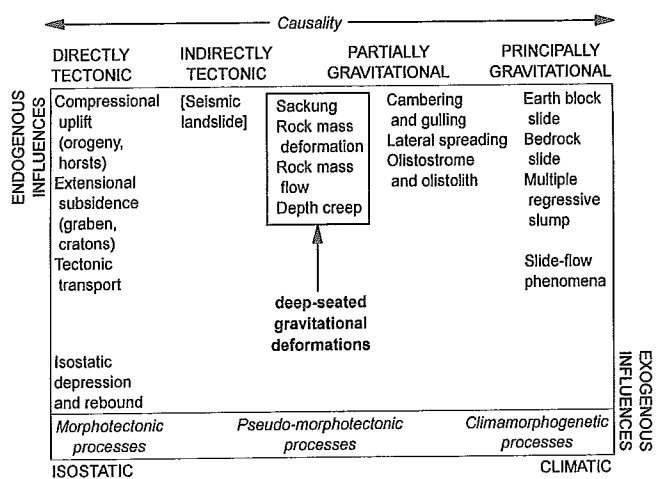 Causality
DIRECTLY
TECTONIC
INDIRECTLY
TECTONIC
PARTIALLY
GRAVITATIONAL
PRINCIPALLY
GRAVITATIONAL
ENDOGENOUS
INFLUENCES
Compressional
uplift
(orogeny,
horsts)
Extensional
subsidence
(graben,
cratons)
Tectonic
transport
Isostatic
depression
and rebound
[Seismic
landslide]
Sackung
Rock mass
deformation
Rock mass
flow
Depth creep
deep-seated
gravitational
deformations
Cambering
and gulling
Lateral spreading
Olistostrome
and olistolith
Earth block
slide
Bedrock
slide
Multiple
regressive
slump
Slide-flow
phenomena
EXOGENOUS
INFLUENCES
Morphotectonic
processes
Pseudo-morphotectonic
processes
Climamorphogenetic
processes
ISOSTATIC
CLIMATIC